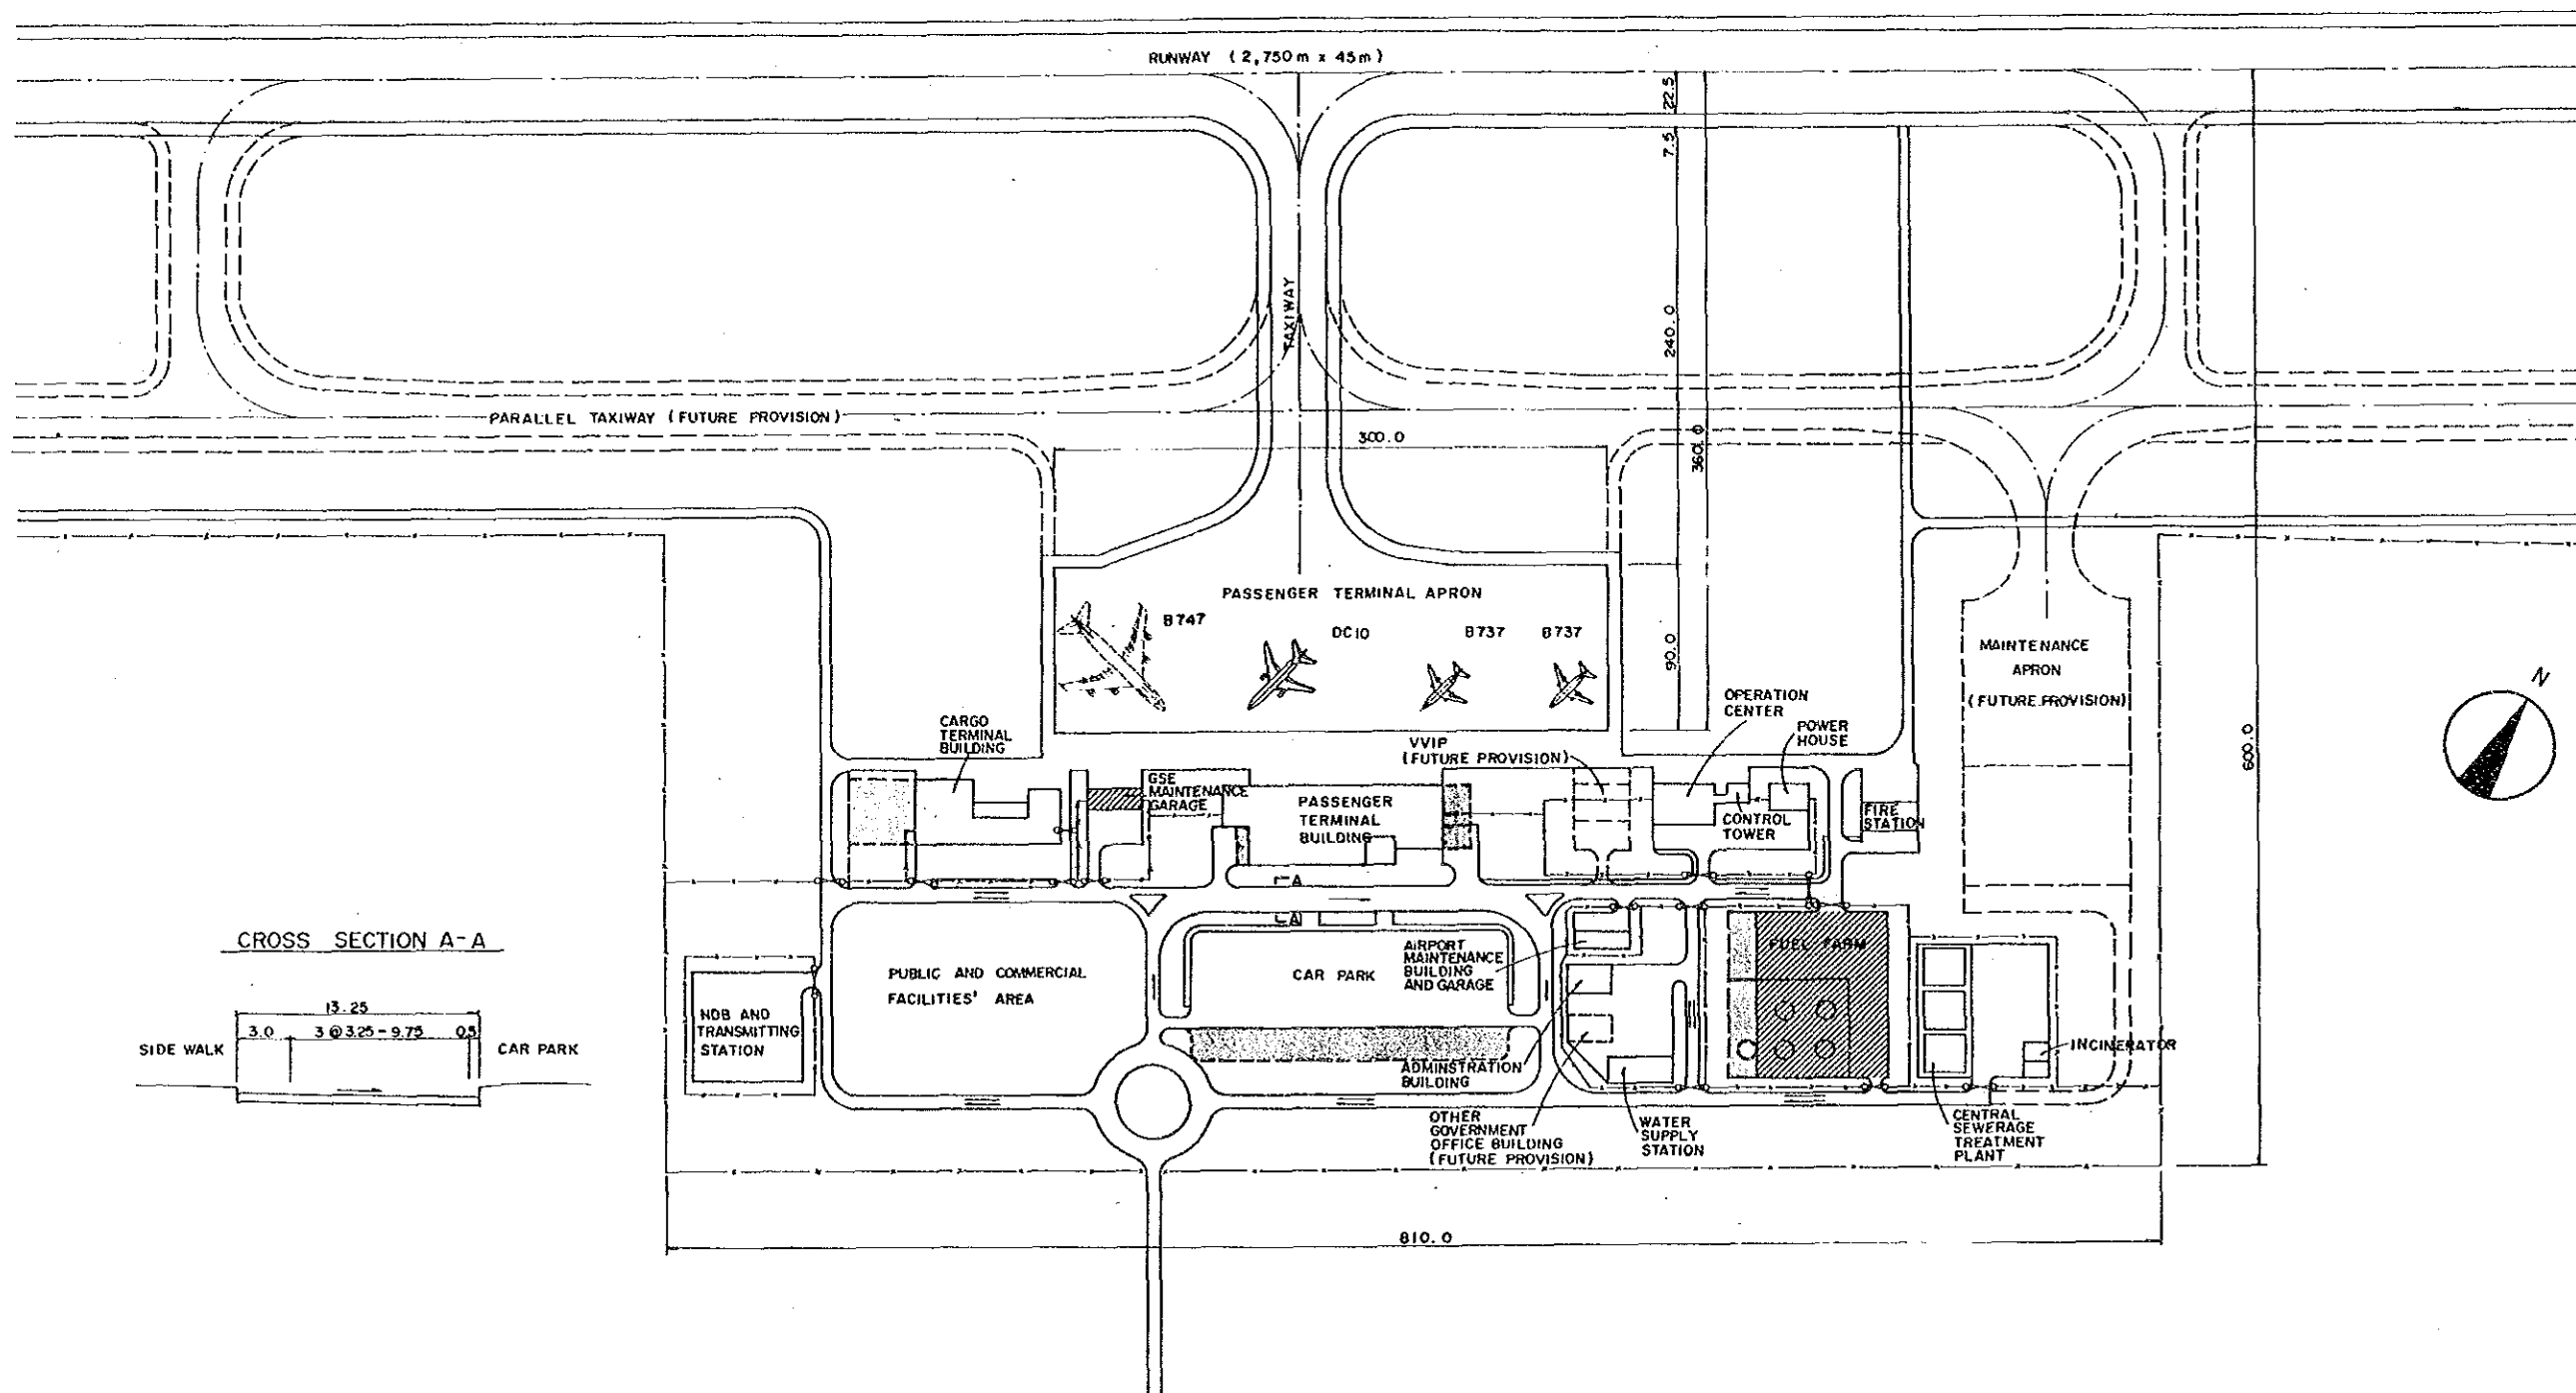 RUNWAY ( 2,750 m x 45 m )
22.5
7.5
TAXIWAY
240.0
PARALLEL TAXIWAY ( FUTURE PROVISION )
300.0
360.0
PASSENGER TERMINAL APRON
B747
DC10
B737
B737
90.0
MAINTENANCE
APRON
( FUTURE PROVISION )
N
600.0
OPERATION
CENTER
POWER
HOUSE
CARGO
TERMINAL
BUILDING
VVIP
(FUTURE PROVISION)
GSE
MAINTENANCE
GARAGE
PASSENGER
TERMINAL
BUILDING
CONTROL
TOWER
FIRE
STATION
A
A
CROSS SECTION A-A
13.25
3.0
3 @ 3.25 - 9.75
0.5
SIDE WALK
CAR PARK
PUBLIC AND COMMERCIAL
FACILITIES' AREA
CAR PARK
AIRPORT
MAINTENANCE
BUILDING
AND GARAGE
FUEL FARM
NDB AND
TRANSMITTING
STATION
ADMINSTRATION
BUILDING
INCINERATOR
OTHER
GOVERNMENT
OFFICE BUILDING
(FUTURE PROVISION)
WATER
SUPPLY
STATION
CENTRAL
SEWERAGE
TREATMENT
PLANT
810.0